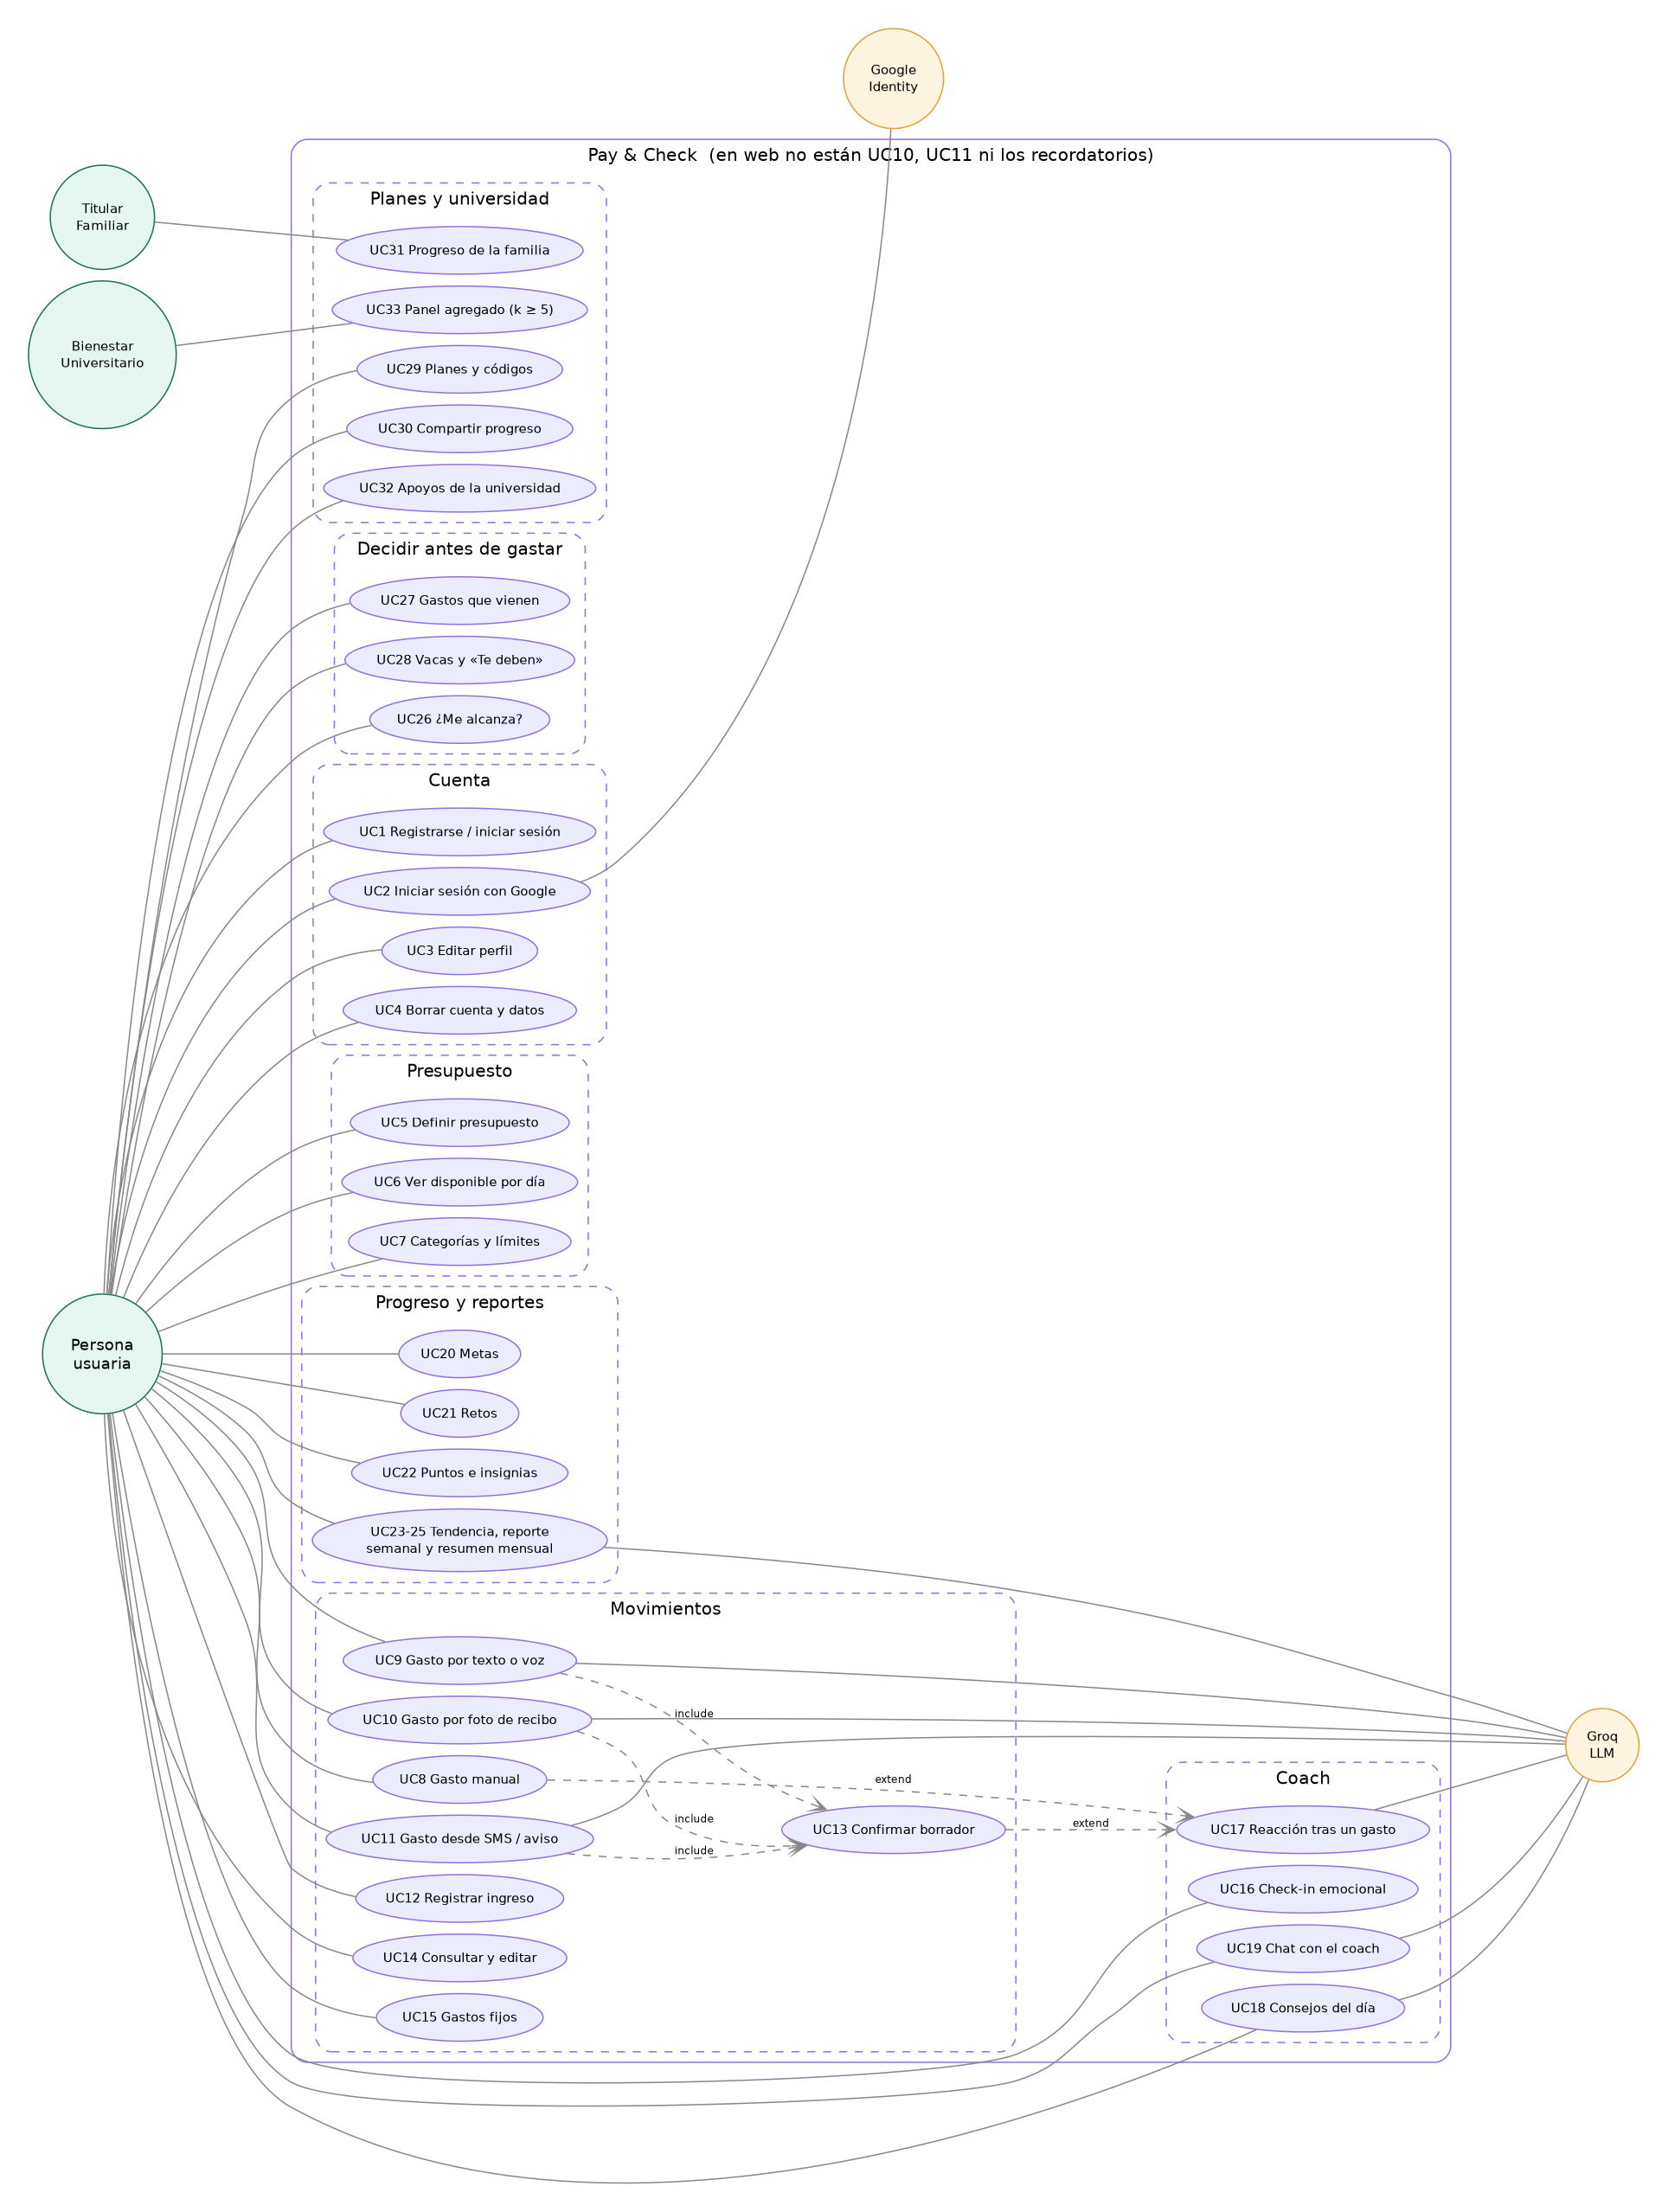 Google
Identity
Pay & Check  (en web no están UC10, UC11 ni los recordatorios)
Titular
Familiar
Bienestar
Universitario
Planes y universidad
UC31 Progreso de la familia
UC33 Panel agregado (k ≥ 5)
UC29 Planes y códigos
UC30 Compartir progreso
UC32 Apoyos de la universidad
Decidir antes de gastar
UC27 Gastos que vienen
UC28 Vacas y «Te deben»
UC26 ¿Me alcanza?
Cuenta
UC1 Registrarse / iniciar sesión
UC2 Iniciar sesión con Google
UC3 Editar perfil
UC4 Borrar cuenta y datos
Presupuesto
UC5 Definir presupuesto
UC6 Ver disponible por día
UC7 Categorías y límites
Persona
usuaria
Progreso y reportes
UC20 Metas
UC21 Retos
UC22 Puntos e insignias
UC23-25 Tendencia, reporte
semanal y resumen mensual
Movimientos
UC9 Gasto por texto o voz
UC10 Gasto por foto de recibo
UC8 Gasto manual
UC11 Gasto desde SMS / aviso
UC12 Registrar ingreso
UC14 Consultar y editar
UC15 Gastos fijos
include
include
include
UC13 Confirmar borrador
extend
extend
Coach
UC17 Reacción tras un gasto
UC16 Check-in emocional
UC19 Chat con el coach
UC18 Consejos del día
Groq
LLM